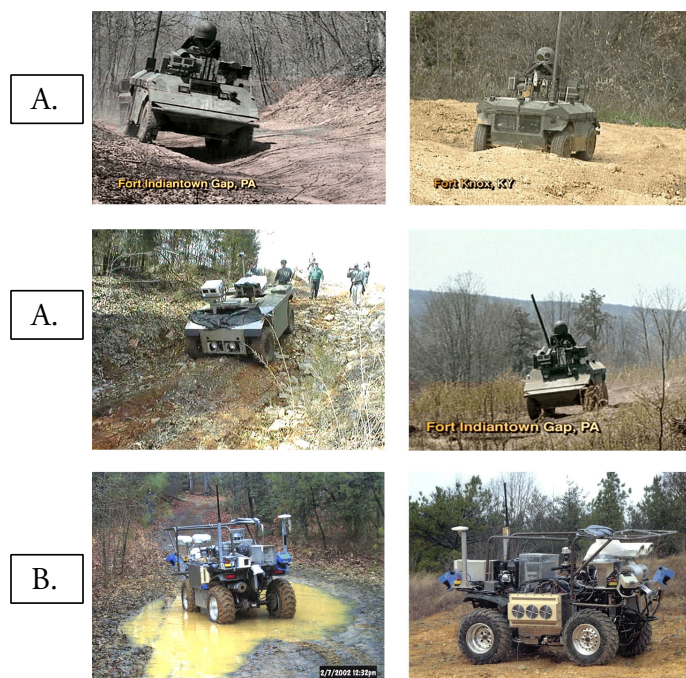 A.
Fort Indiantown Gap, PA
Fort Knox, KY
A.
Fort Indiantown Gap, PA
B.
2/7/2002 12:32pm